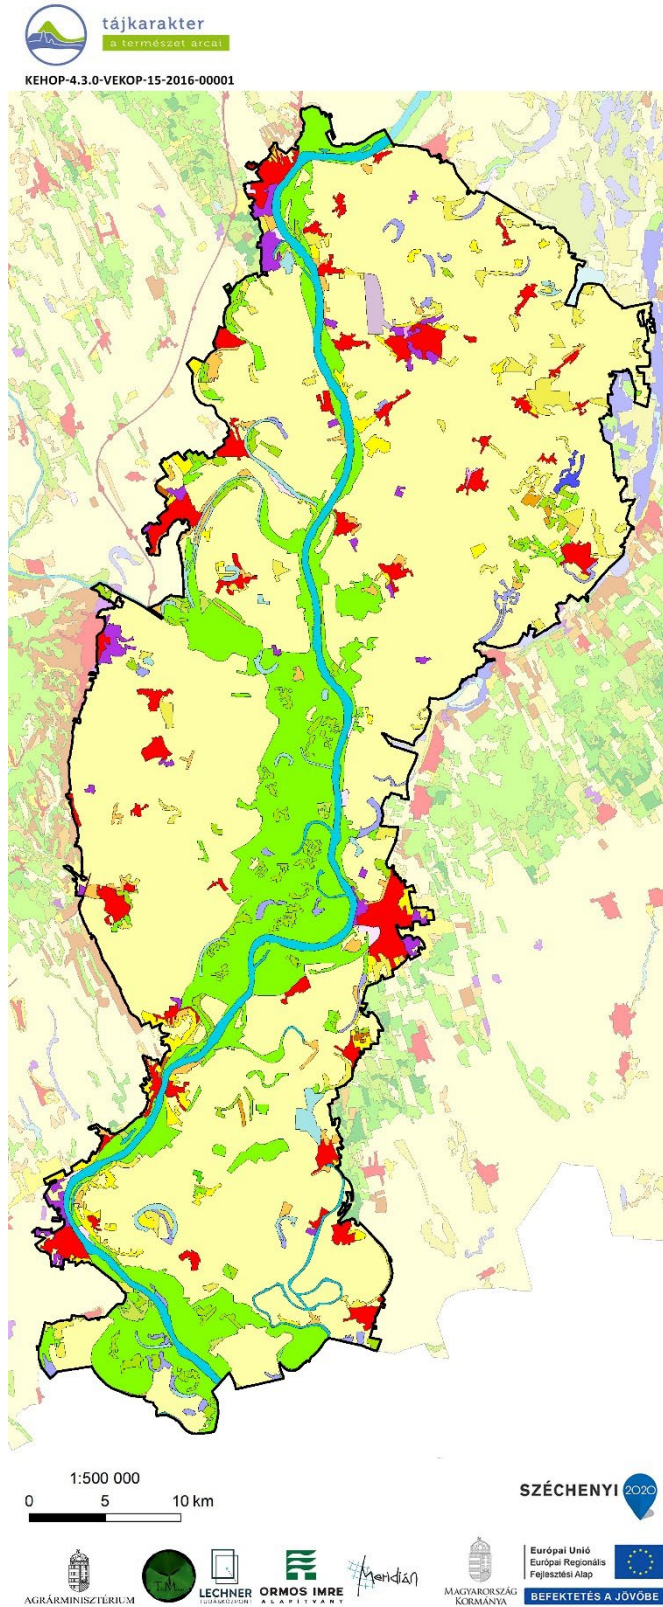 tájkarakter
a természet arcai
KEHOP-4.3.0-VEKOP-15-2016-00001
1:500 000
0 5 10 km
SZÉCHENYI 2020
AGRÁRMINISZTÉRIUM
LECHNER
TUDÁSKÖZPONT
ORMOS IMRE
ALAPÍTVÁNY
Meridián
MAGYARORSZÁG
KORMÁNYA
Európai Unió
Európai Regionális
Fejlesztési Alap
BEFEKTETÉS A JÖVŐBE